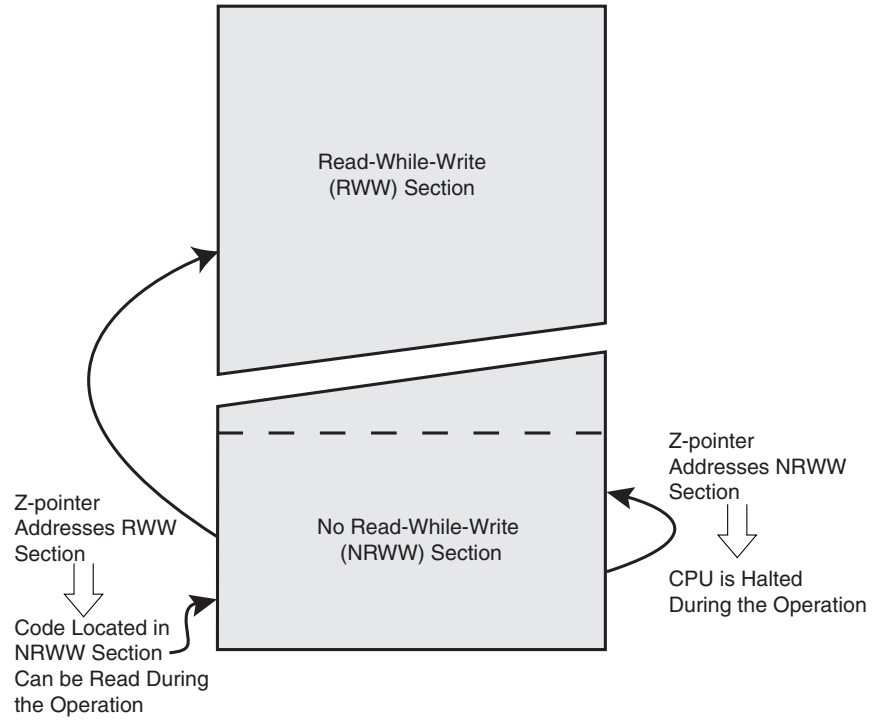 Read-While-Write
(RWW) Section
Z-pointer
Addresses NRWW
Section
Z-pointer
Addresses RWW
Section
No Read-While-Write
(NRWW) Section
CPU is Halted
During the Operation
Code Located in
NRWW Section
Can be Read During
the Operation